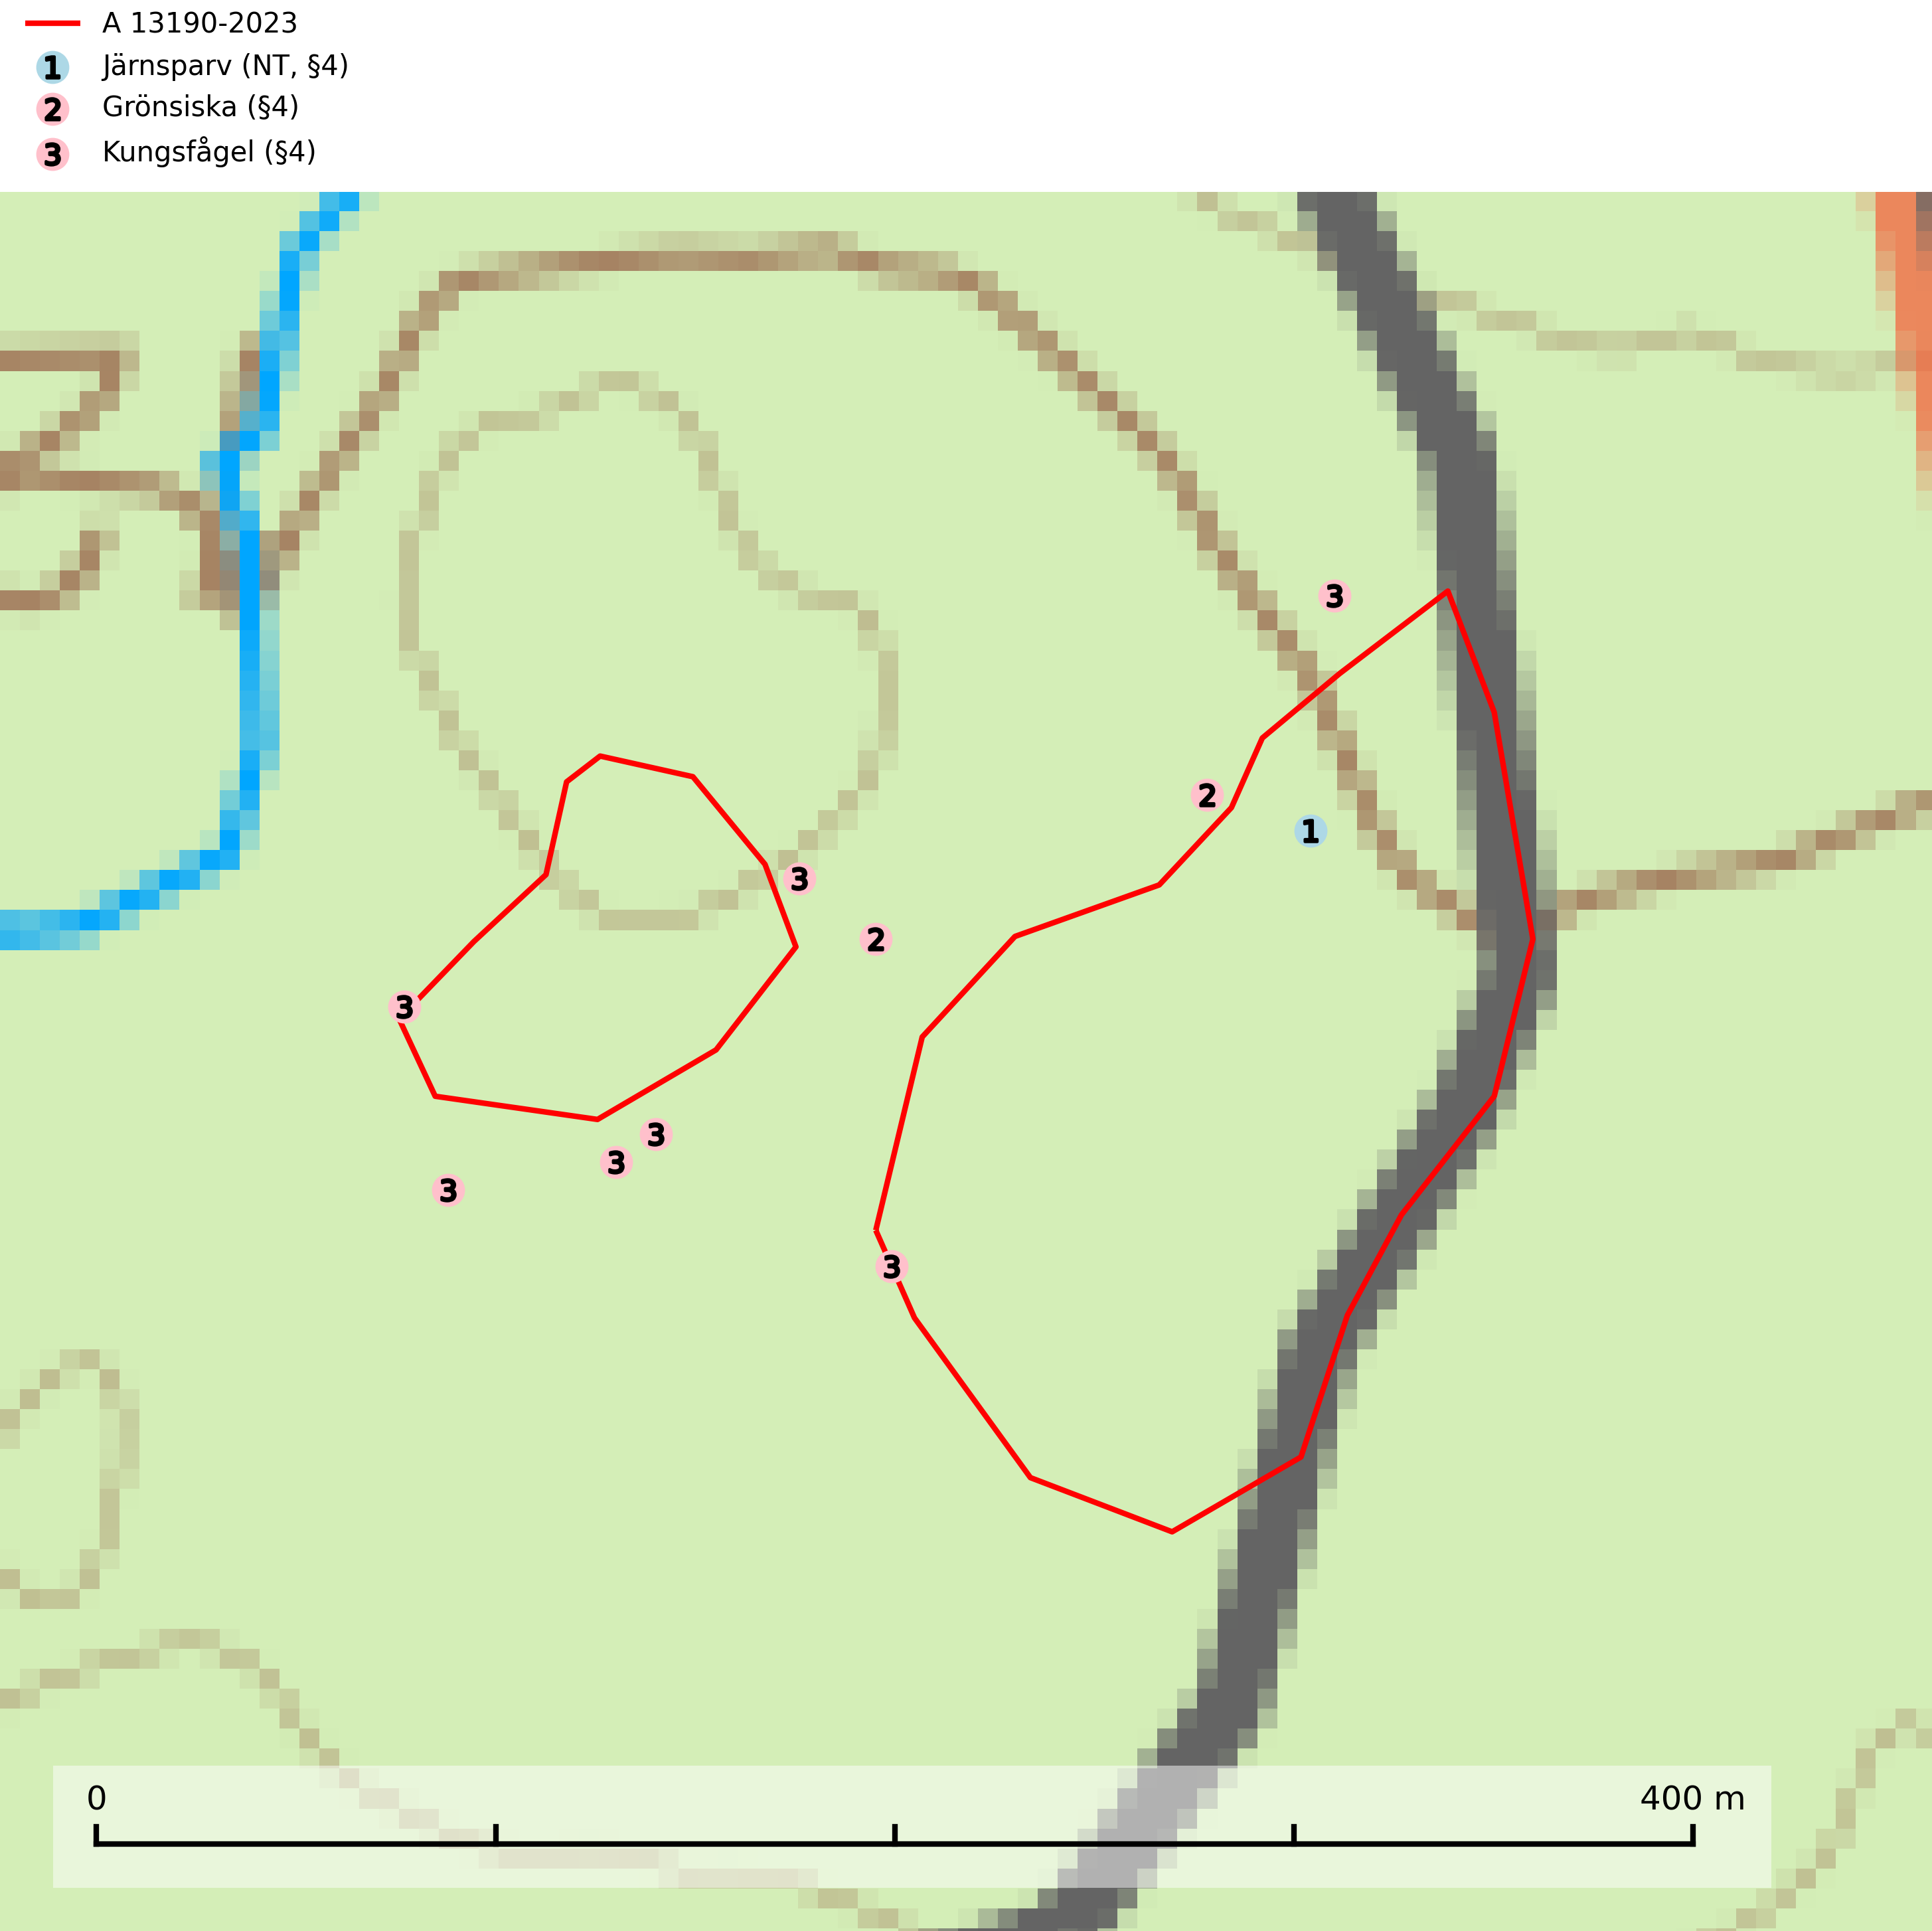 A 13190-2023
1 Järnsparv (NT, §4)
2 Grönsiska (§4)
3 Kungsfågel (§4)
3
2
1
3
2
3
3
3
3
3
0 400 m